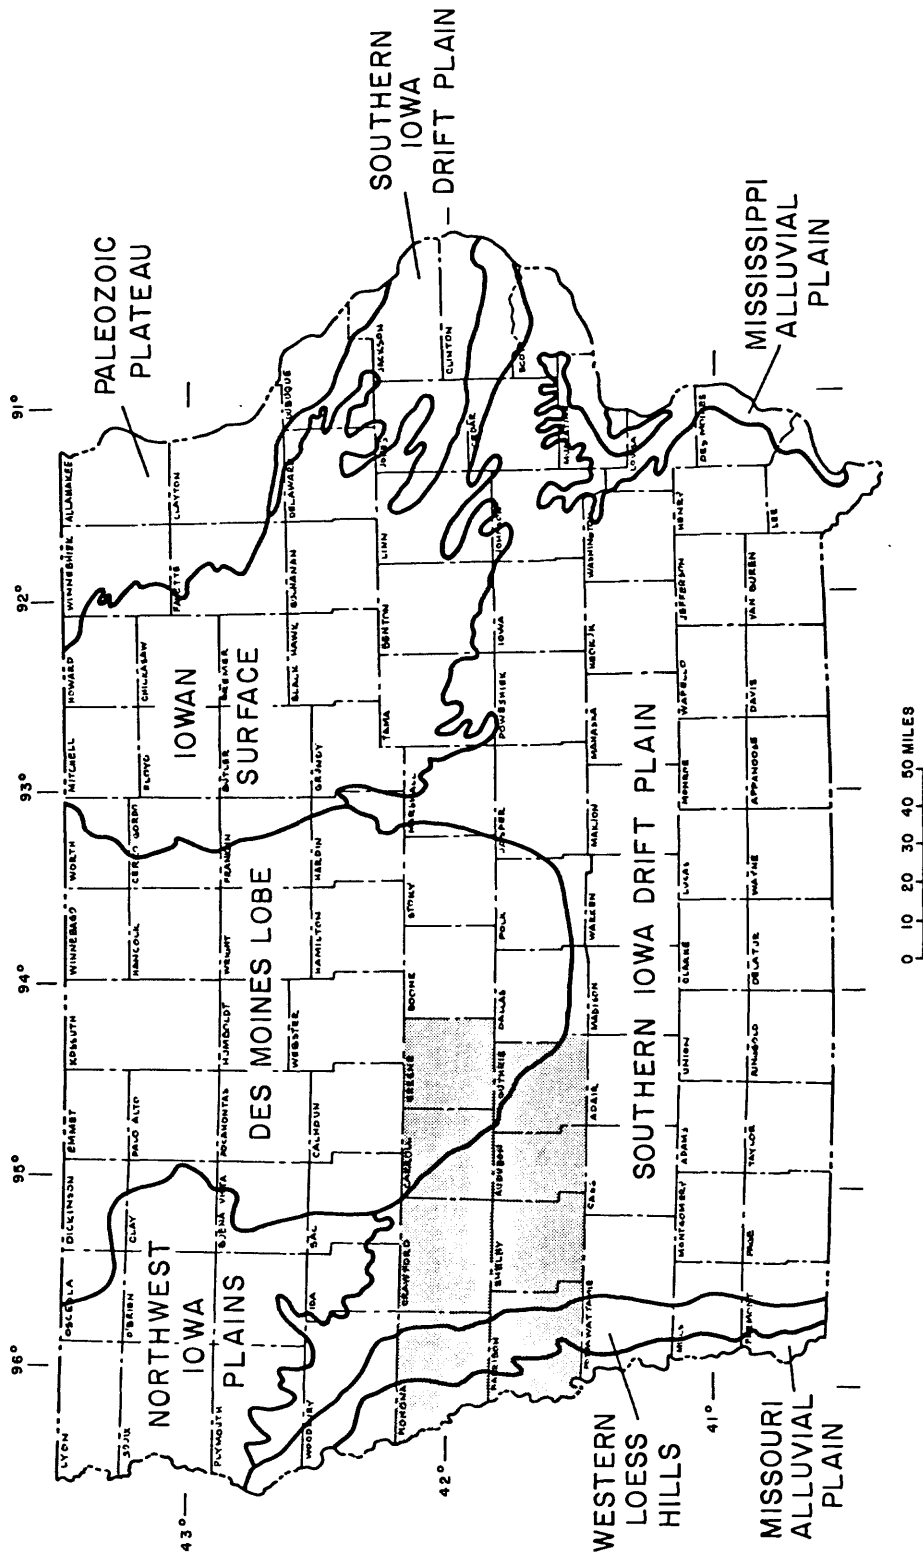 PALEOZOIC
PLATEAU
SOUTHERN
IOWA
DRIFT PLAIN
MISSISSIPPI
ALLUVIAL
PLAIN
IOWAN
SURFACE
DES MOINES LOBE
NORTHWEST
IOWA
PLAINS
SOUTHERN IOWA DRIFT PLAIN
WESTERN
LOESS
HILLS
MISSOURI
ALLUVIAL
PLAIN
96°
95°
94°
93°
92°
91°
43°
42°
41°
LYON
OSCEOLA
DICKINSON
EMMET
KOSSUTH
WINNEBAGO
WORTH
MITCHELL
HOWARD
WINNESHIEK
ALLAMAKEE
O'BRIEN
CLAY
PALO ALTO
HANCOCK
CERRO GORDO
FLOYD
CHICKASAW
FAYETTE
CLAYTON
PLYMOUTH
POCAHONTAS
HUMBOLDT
WRIGHT
FRANKLIN
BUTLER
BREMER
WOODBURY
IDA
SAC
CALHOUN
WEBSTER
HAMILTON
HARDIN
GRUNDY
BLACK HAWK
BUCHANAN
DELAWARE
DUBUQUE
MONONA
CRAWFORD
CARROLL
GREENE
BOONE
STORY
MARSHALL
TAMA
BENTON
LINN
JONES
JACKSON
CLINTON
CEDAR
SCOTT
HARRISON
SHELBY
AUDUBON
GUTHRIE
DALLAS
POLK
JASPER
POWESHIEK
IOWA
JOHNSON
LOUISA
POTTAWATTAMIE
CASS
ADAIR
MADISON
WARREN
MARION
MAHASKA
KEOKUK
WASHINGTON
MILLS
MONTGOMERY
ADAMS
UNION
CLARKE
LUCAS
MONROE
WAPELLO
JEFFERSON
HENRY
DES MOINES
FREMONT
PAGE
TAYLOR
RINGGOLD
DECATUR
WAYNE
APPANOOSE
DAVIS
VAN BUREN
LEE
0 10 20 30 40 50 MILES